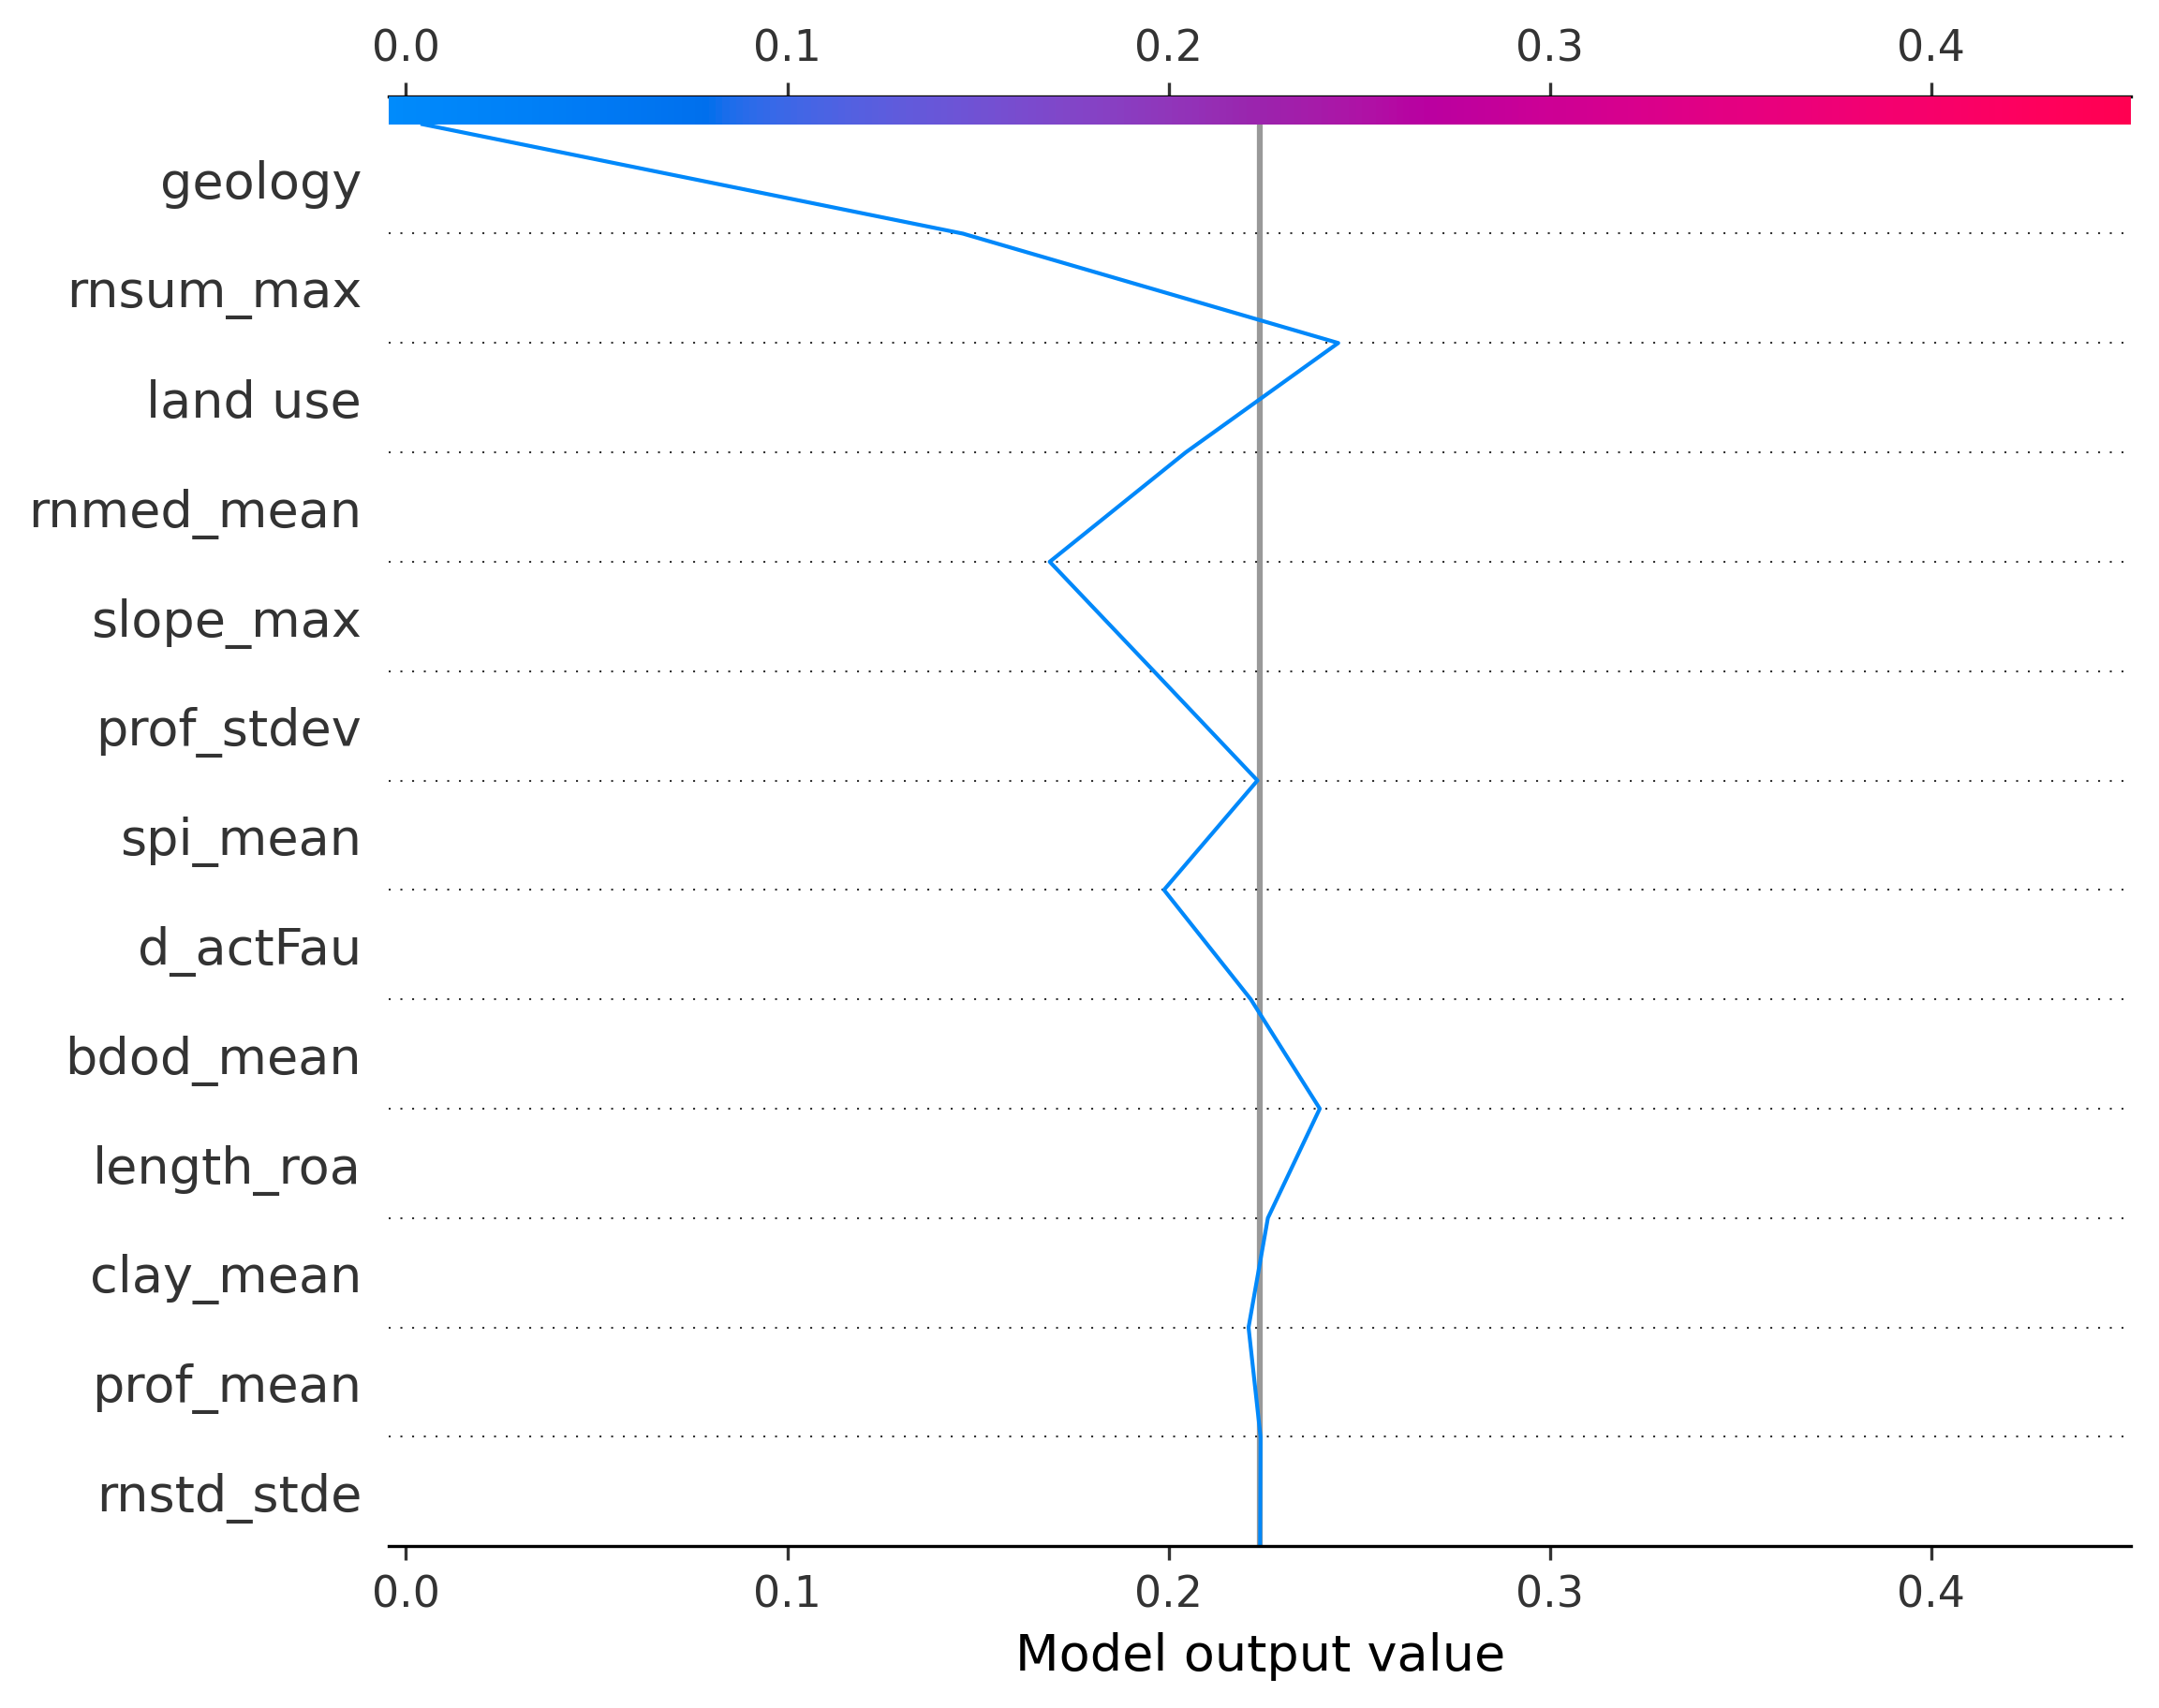 0.0 0.1 0.2 0.3 0.4
geology
rnsum_max
land use
rnmed_mean
slope_max
prof_stdev
spi_mean
d_actFau
bdod_mean
length_roa
clay_mean
prof_mean
rnstd_stde
0.0 0.1 0.2 0.3 0.4
Model output value